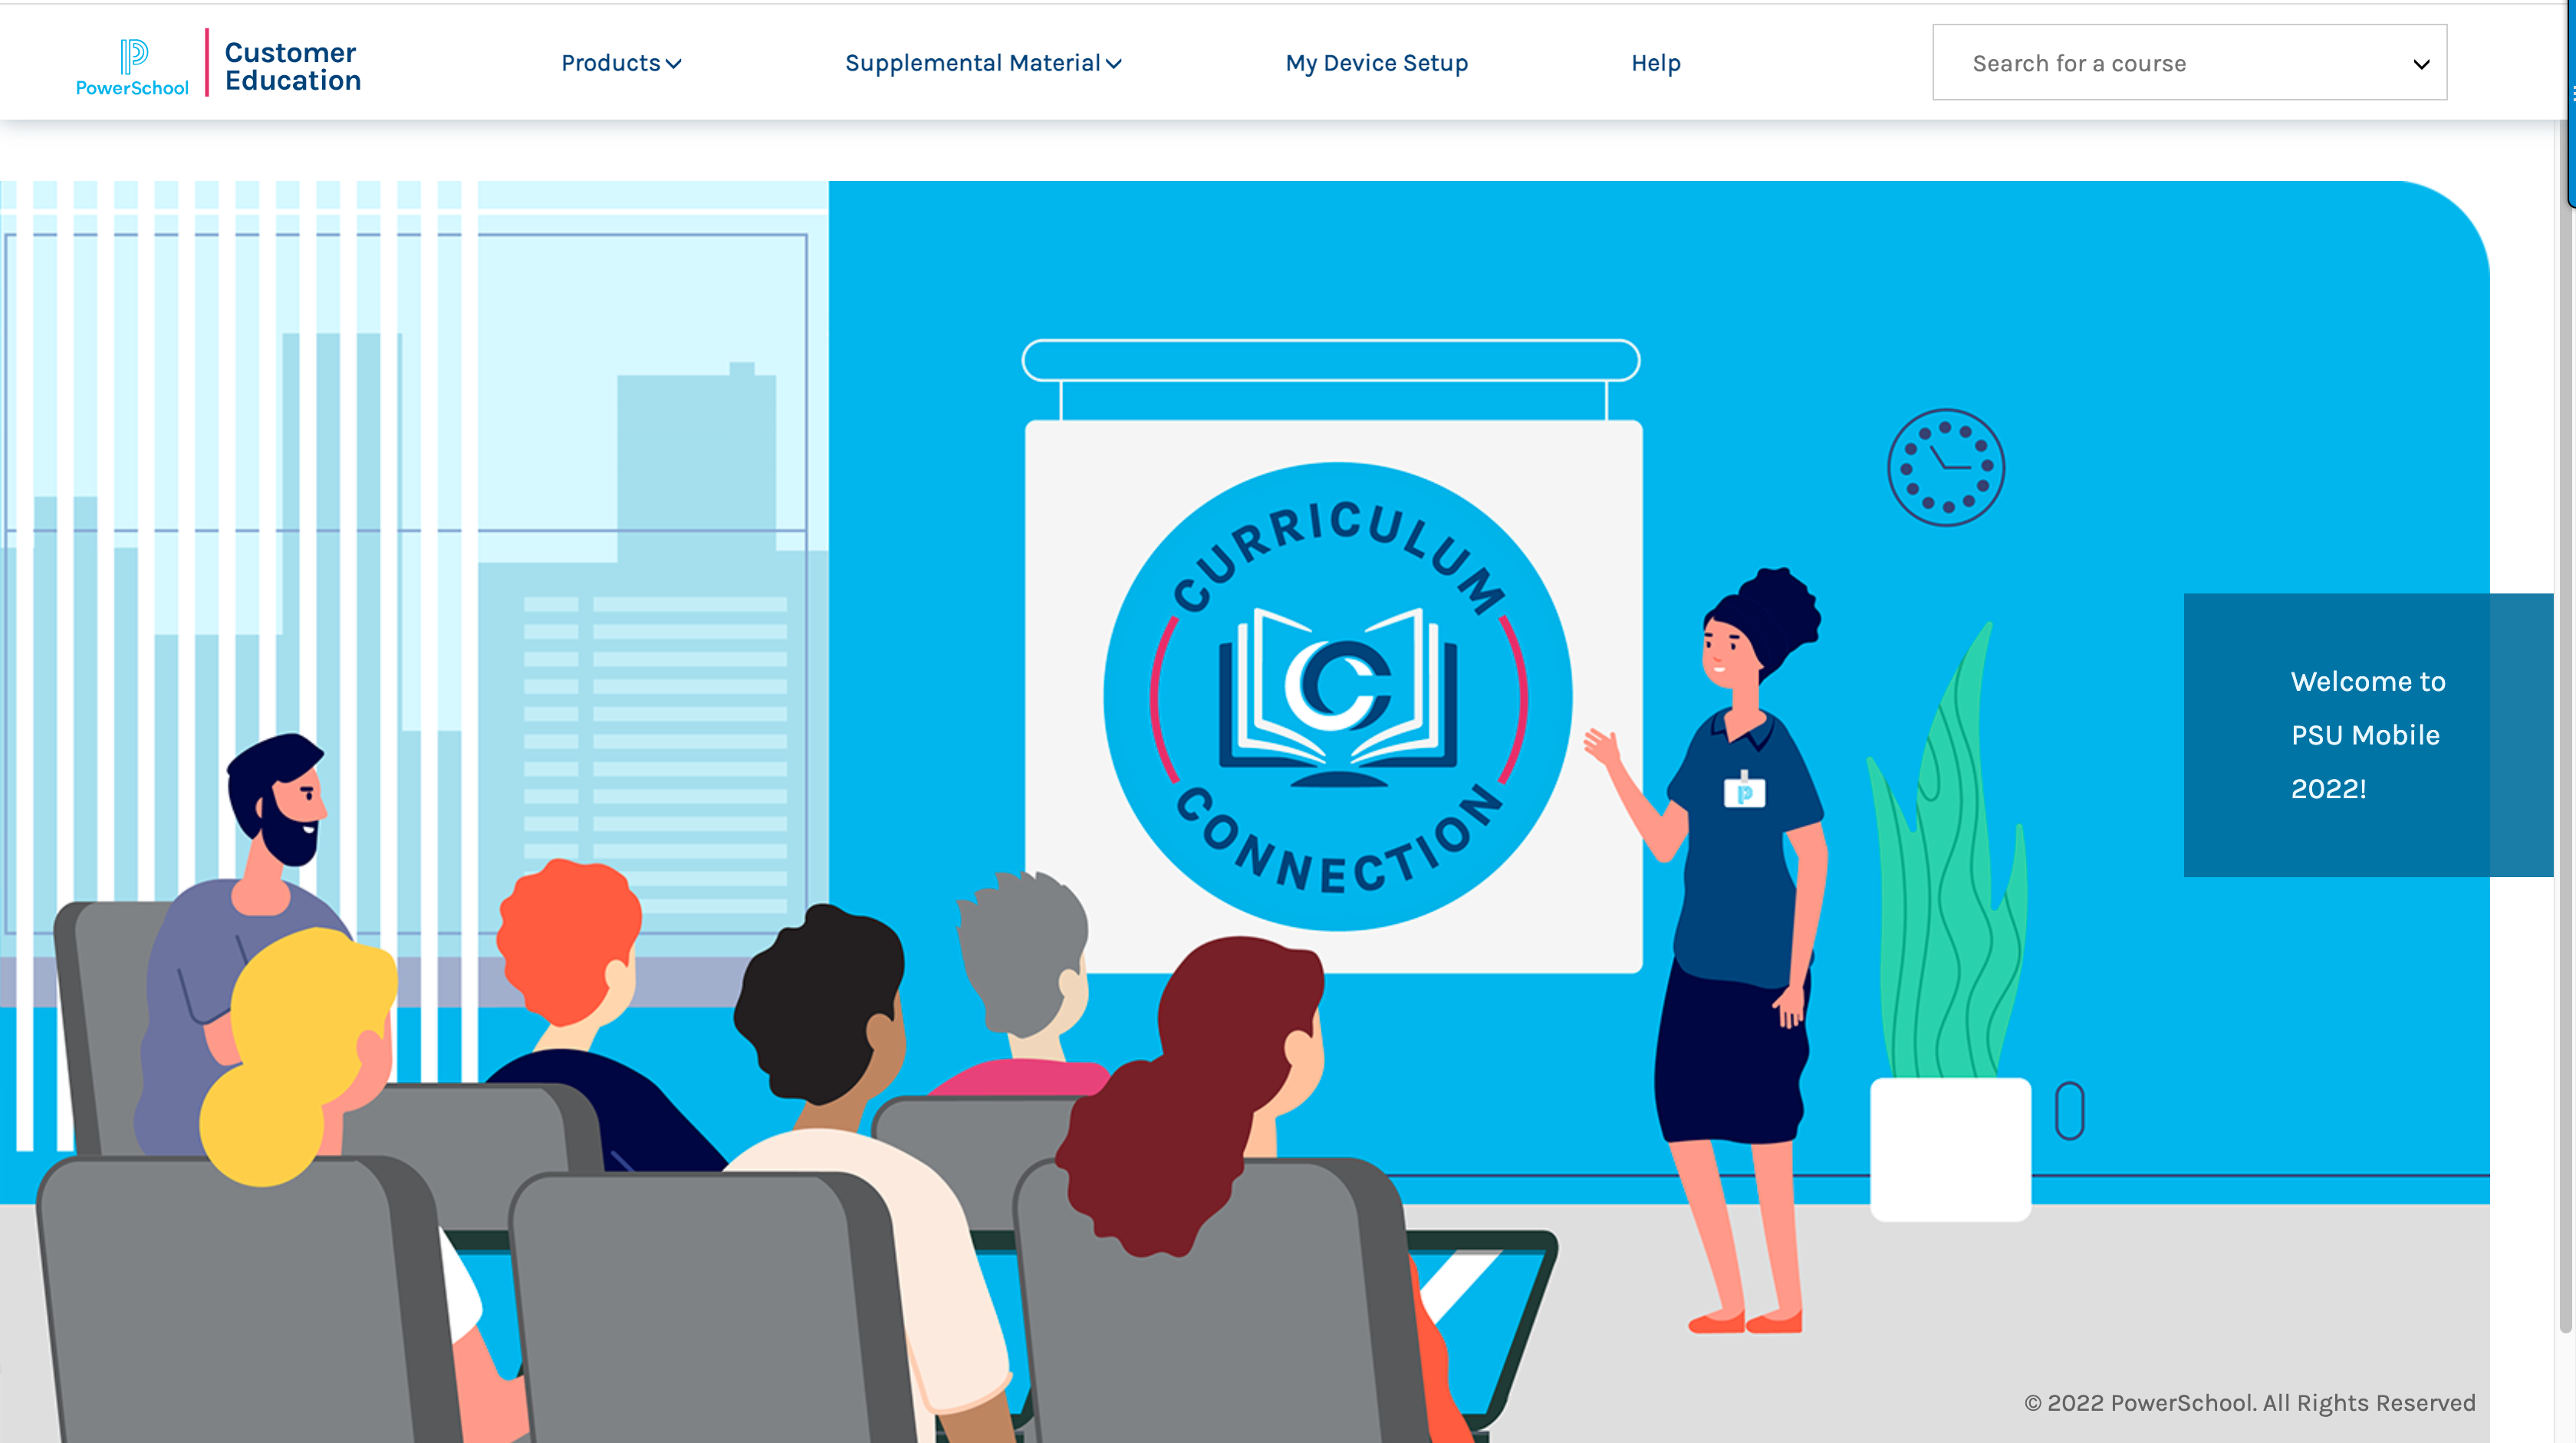 PowerSchool
Customer
Education
Products
Supplemental Material
My Device Setup
Help
Search for a course
CURRICULUM
CONNECTION
Welcome to
PSU Mobile
2022!
© 2022 PowerSchool. All Rights Reserved